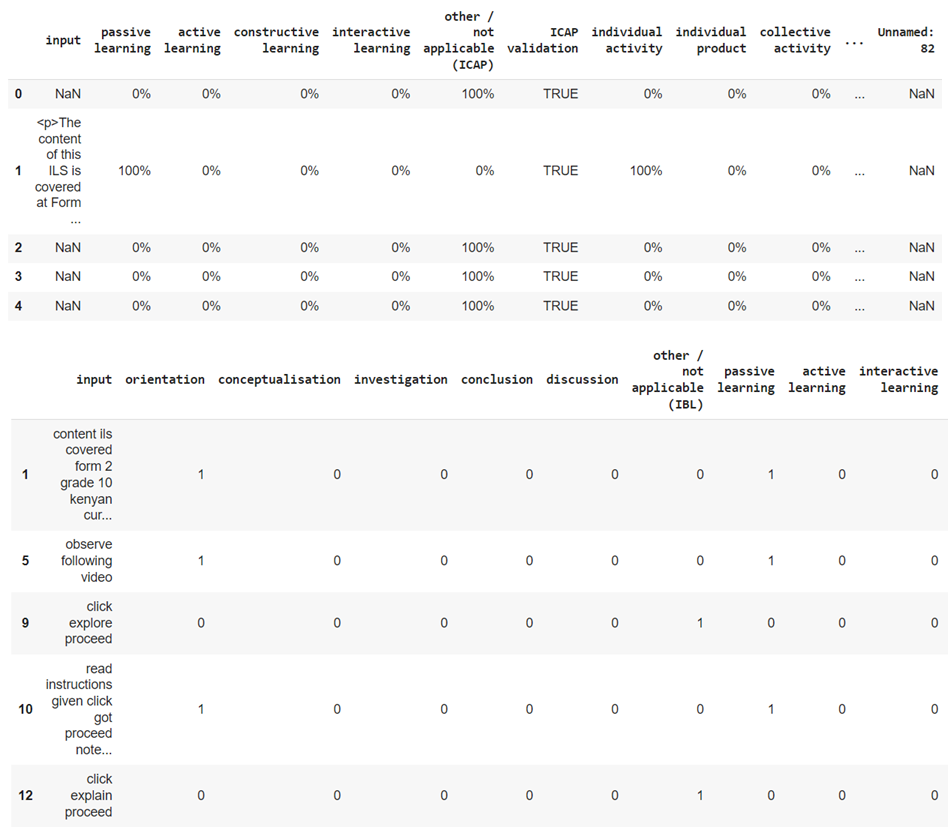 input passive learning active learning constructive learning interactive learning other / not applicable (ICAP) ICAP validation individual activity individual product collective activity ... Unnamed: 82
0 NaN 0% 0% 0% 0% 100% TRUE 0% 0% 0% ... NaN
1 <p>The content of this ILS is covered at Form ... 100% 0% 0% 0% 0% TRUE 100% 0% 0% ... NaN
2 NaN 0% 0% 0% 0% 100% TRUE 0% 0% 0% ... NaN
3 NaN 0% 0% 0% 0% 100% TRUE 0% 0% 0% ... NaN
4 NaN 0% 0% 0% 0% 100% TRUE 0% 0% 0% ... NaN
input orientation conceptualisation investigation conclusion discussion other / not applicable (IBL) passive learning active learning interactive learning
1 content ils covered form 2 grade 10 kenyan cur... 1 0 0 0 0 0 1 0 0
5 observe following video 1 0 0 0 0 0 1 0 0
9 click explore proceed 0 0 0 0 0 1 0 0 0
10 read instructions given click got proceed note... 1 0 0 0 0 0 1 0 0
12 click explain proceed 0 0 0 0 0 1 0 0 0